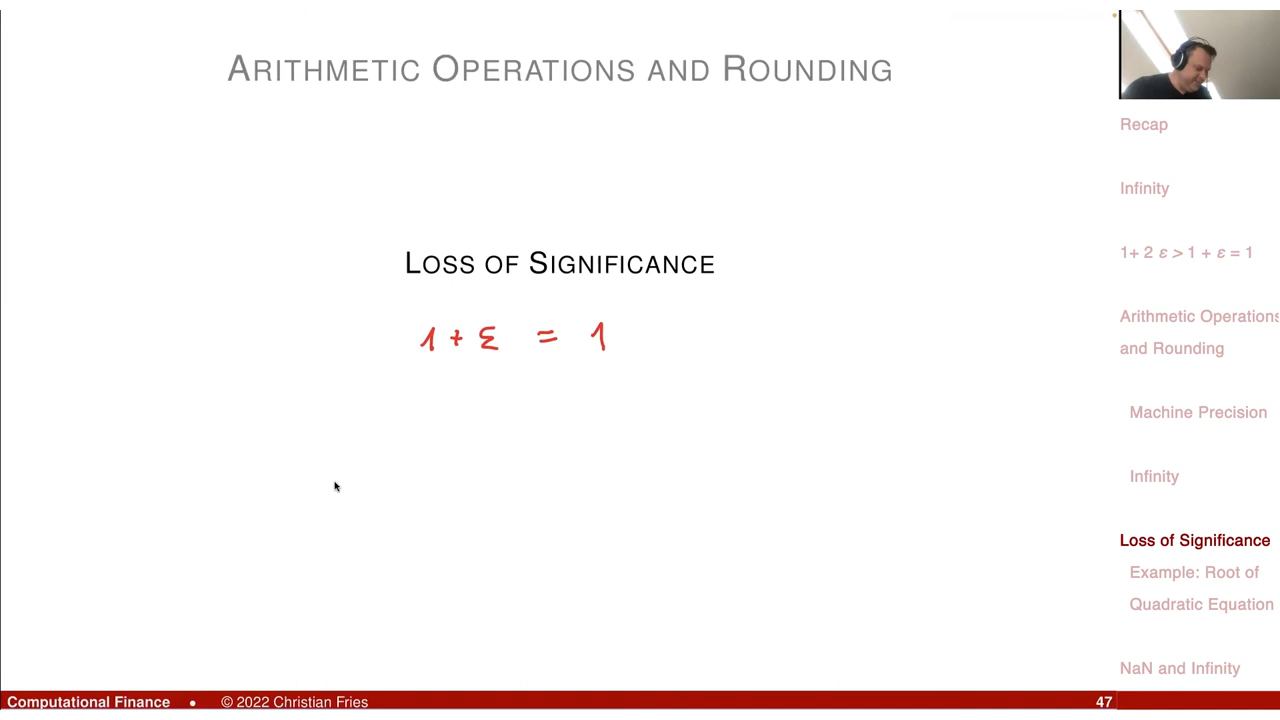 ARITHMETIC OPERATIONS AND ROUNDING
LOSS OF SIGNIFICANCE
1 + ε = 1
Recap
Infinity
1+ 2 ε > 1 + ε = 1
Arithmetic Operations
and Rounding
Machine Precision
Infinity
Loss of Significance
Example: Root of
Quadratic Equation
NaN and Infinity
Computational Finance • © 2022 Christian Fries 47